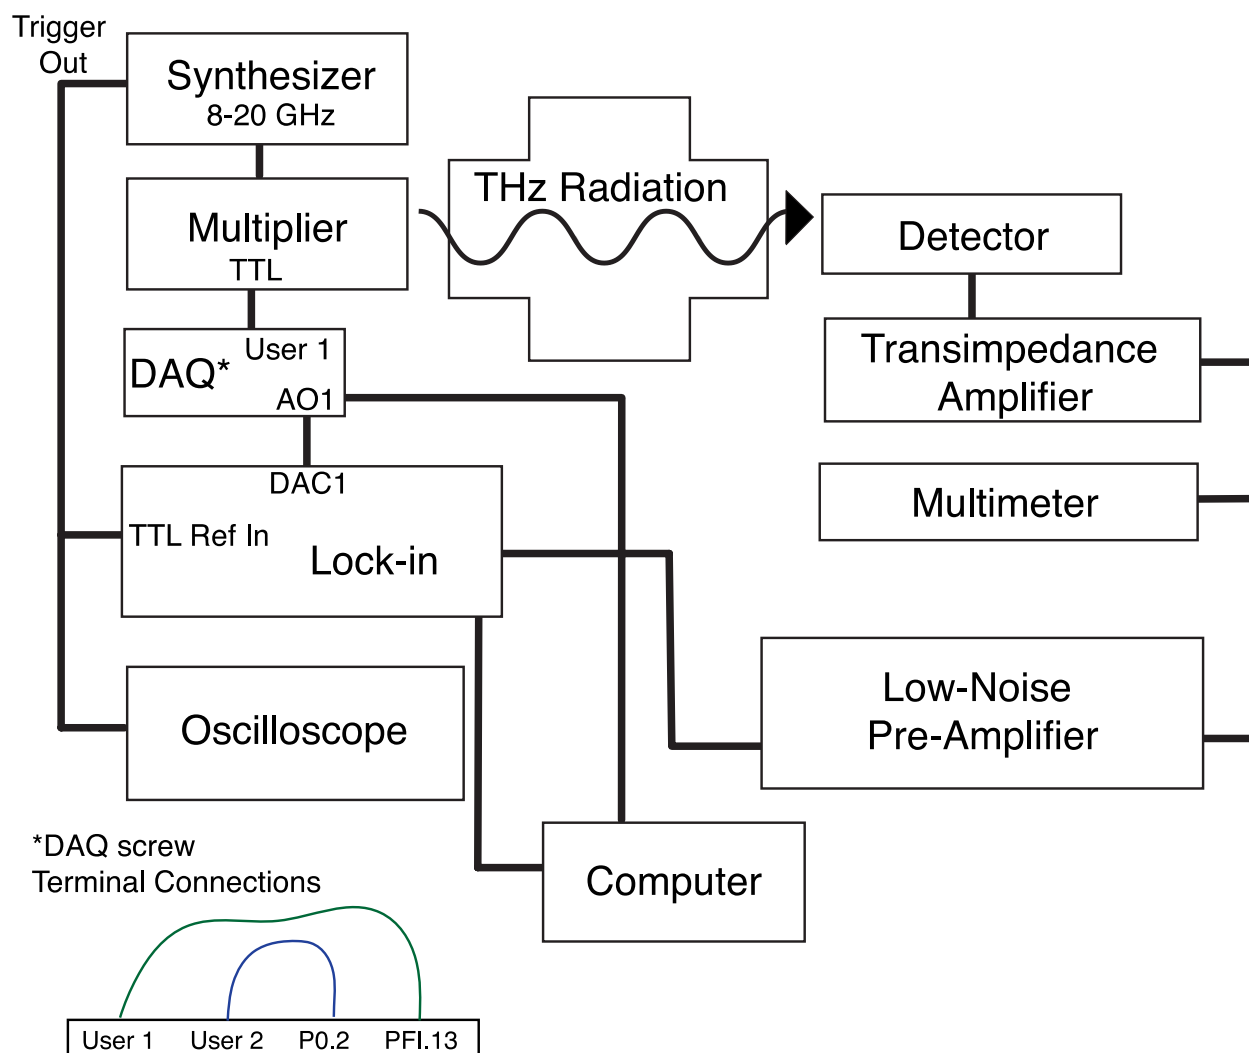 Trigger
Out
Synthesizer
8-20 GHz
THz Radiation
Multiplier
TTL
Detector
User 1
DAQ*
AO1
Transimpedance
Amplifier
DAC1
TTL Ref In
Lock-in
Multimeter
Oscilloscope
Low-Noise
Pre-Amplifier
*DAQ screw
Terminal Connections
Computer
User 1 User 2 P0.2 PFI.13